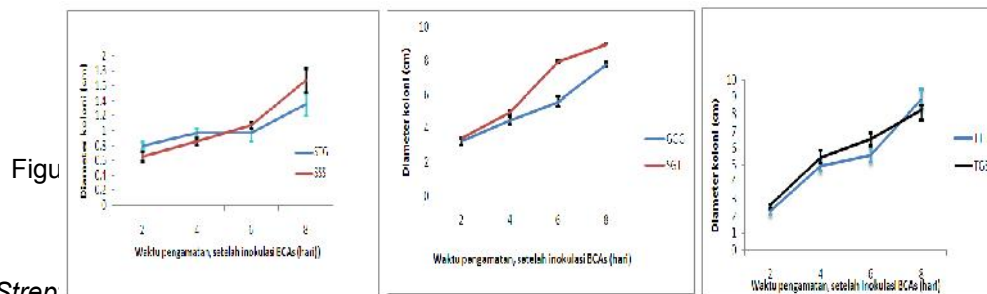 Figu
Stren
Diameter koloni (cm)
2
1.8
1.6
1.4
1.2
1
0.8
0.6
0.4
0.2
0
2 4 6 8
Waktu pengamatan, setelah inokulasi BCAs (hari)
STG
SSS
Diameter koloni (cm)
10
8
6
4
2
0
2 4 6 8
Waktu pengamatan, setelah inokulasi BCAs (hari)
GGG
Diameter koloni (cm)
10
9
8
7
6
5
4
3
2
1
0
2 4 6 8
Waktu pengamatan, setelah inokulasi BCAs (hari)